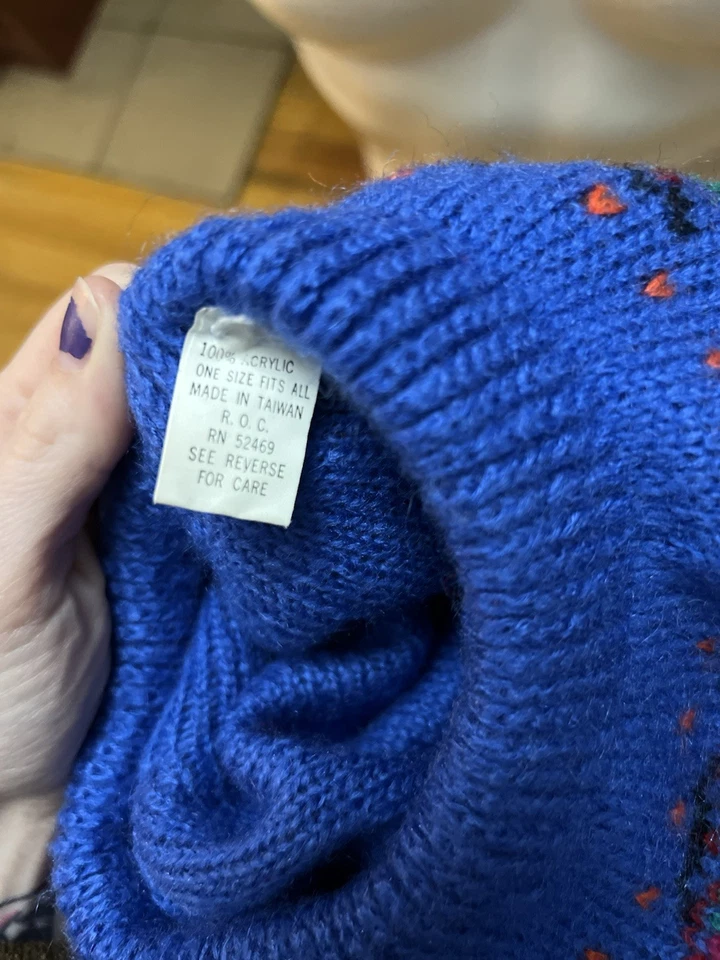 100% ACRYLIC
ONE SIZE FITS ALL
MADE IN TAIWAN
R. O. C.
RN 52469
SEE REVERSE
FOR CARE